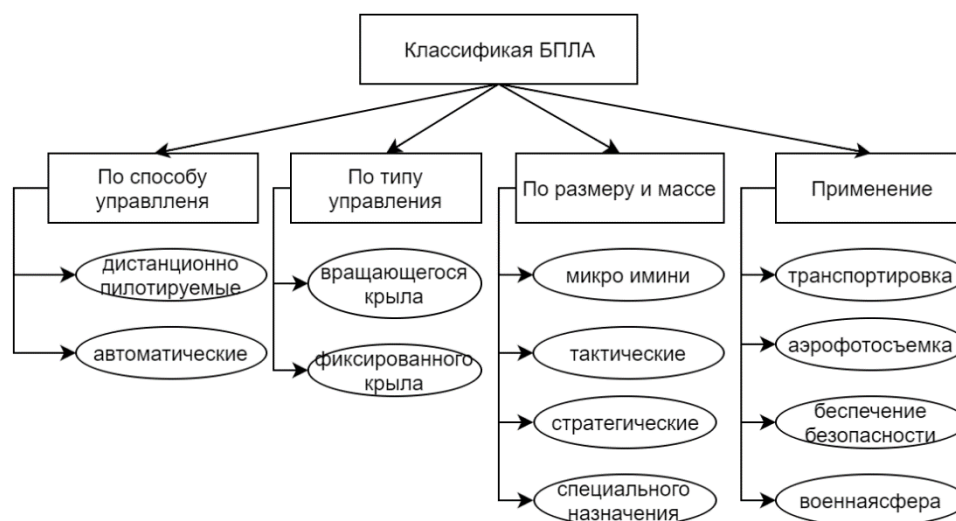 Классификая БПЛА
По способу
управлленя
дистанционно
пилотируемые
автоматические
По типу
управления
вращающегося
крыла
фиксированного
крыла
По размеру и массе
микро имини
тактические
стратегические
специального
назначения
Применение
транспортировка
аэрофотосъемка
беспечение
безопасности
военнаясфера